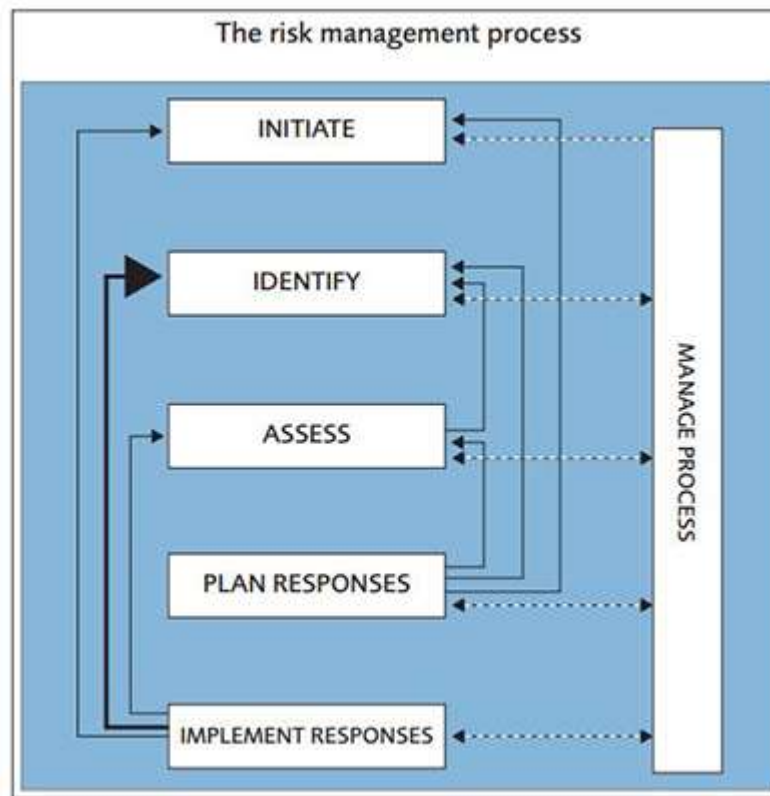 The risk management process
INITIATE
IDENTIFY
ASSESS
PLAN RESPONSES
IMPLEMENT RESPONSES
MANAGE PROCESS